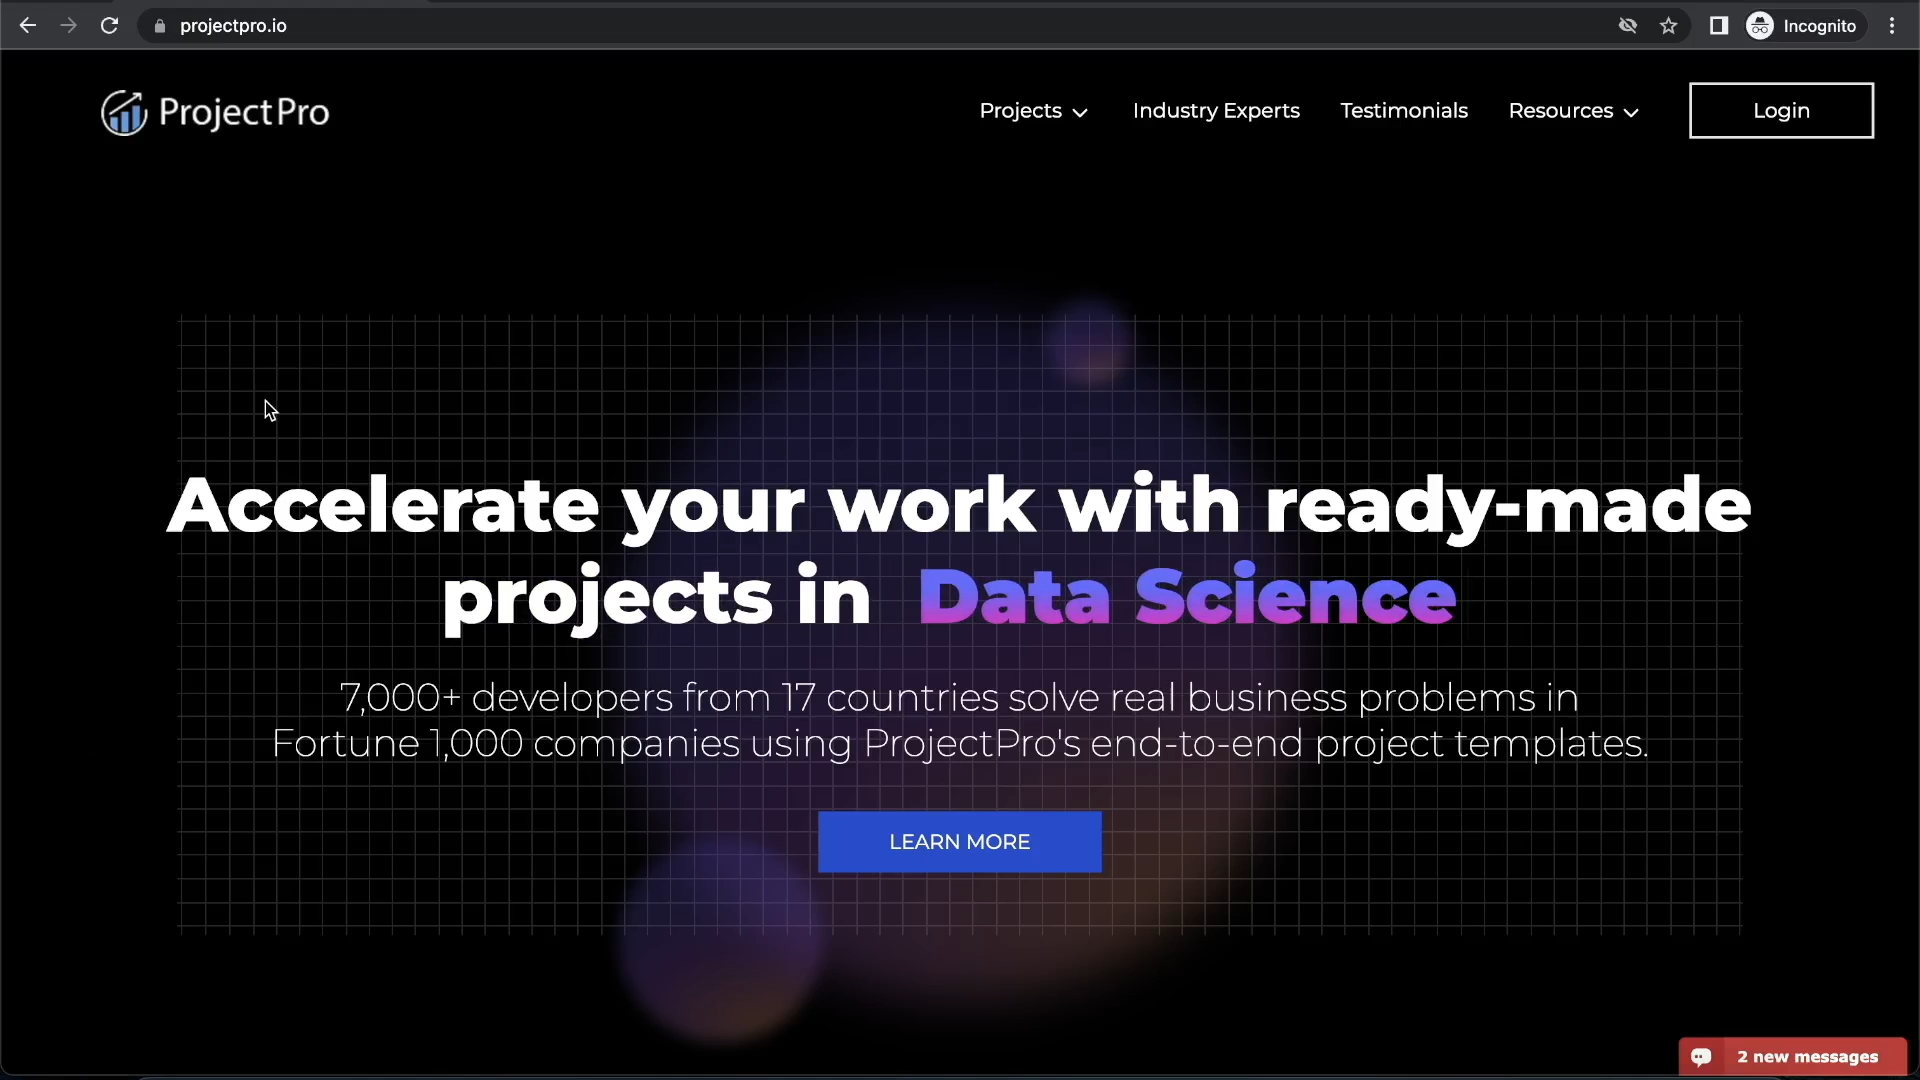 projectpro.io
Incognito
ProjectPro
Projects
Industry Experts
Testimonials
Resources
Login
Accelerate your work with ready-made
projects in Data Science
7,000+ developers from 17 countries solve real business problems in
Fortune 1,000 companies using ProjectPro's end-to-end project templates.
LEARN MORE
2 new messages